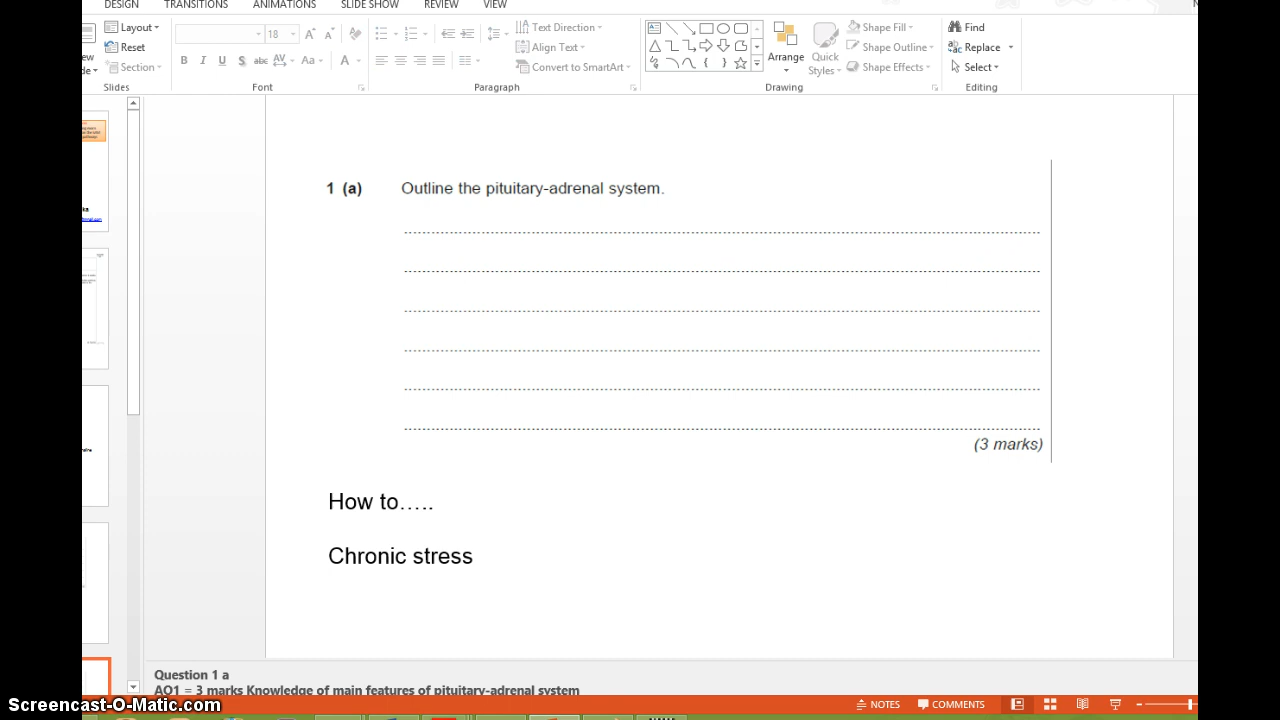 DESIGN TRANSITIONS ANIMATIONS SLIDE SHOW REVIEW VIEW
Layout
Reset
Section
Slides
18
B I U S abc AV Aa A
Font
Text Direction
Align Text
Convert to SmartArt
Paragraph
Arrange
Quick
Styles
Shape Fill
Shape Outline
Shape Effects
Drawing
Find
Replace
Select
Editing
1 (a) Outline the pituitary-adrenal system.
(3 marks)
How to…..
Chronic stress
Question 1 a
AO1 = 3 marks Knowledge of main features of pituitary-adrenal system
NOTES COMMENTS
Screencast-O-Matic.com